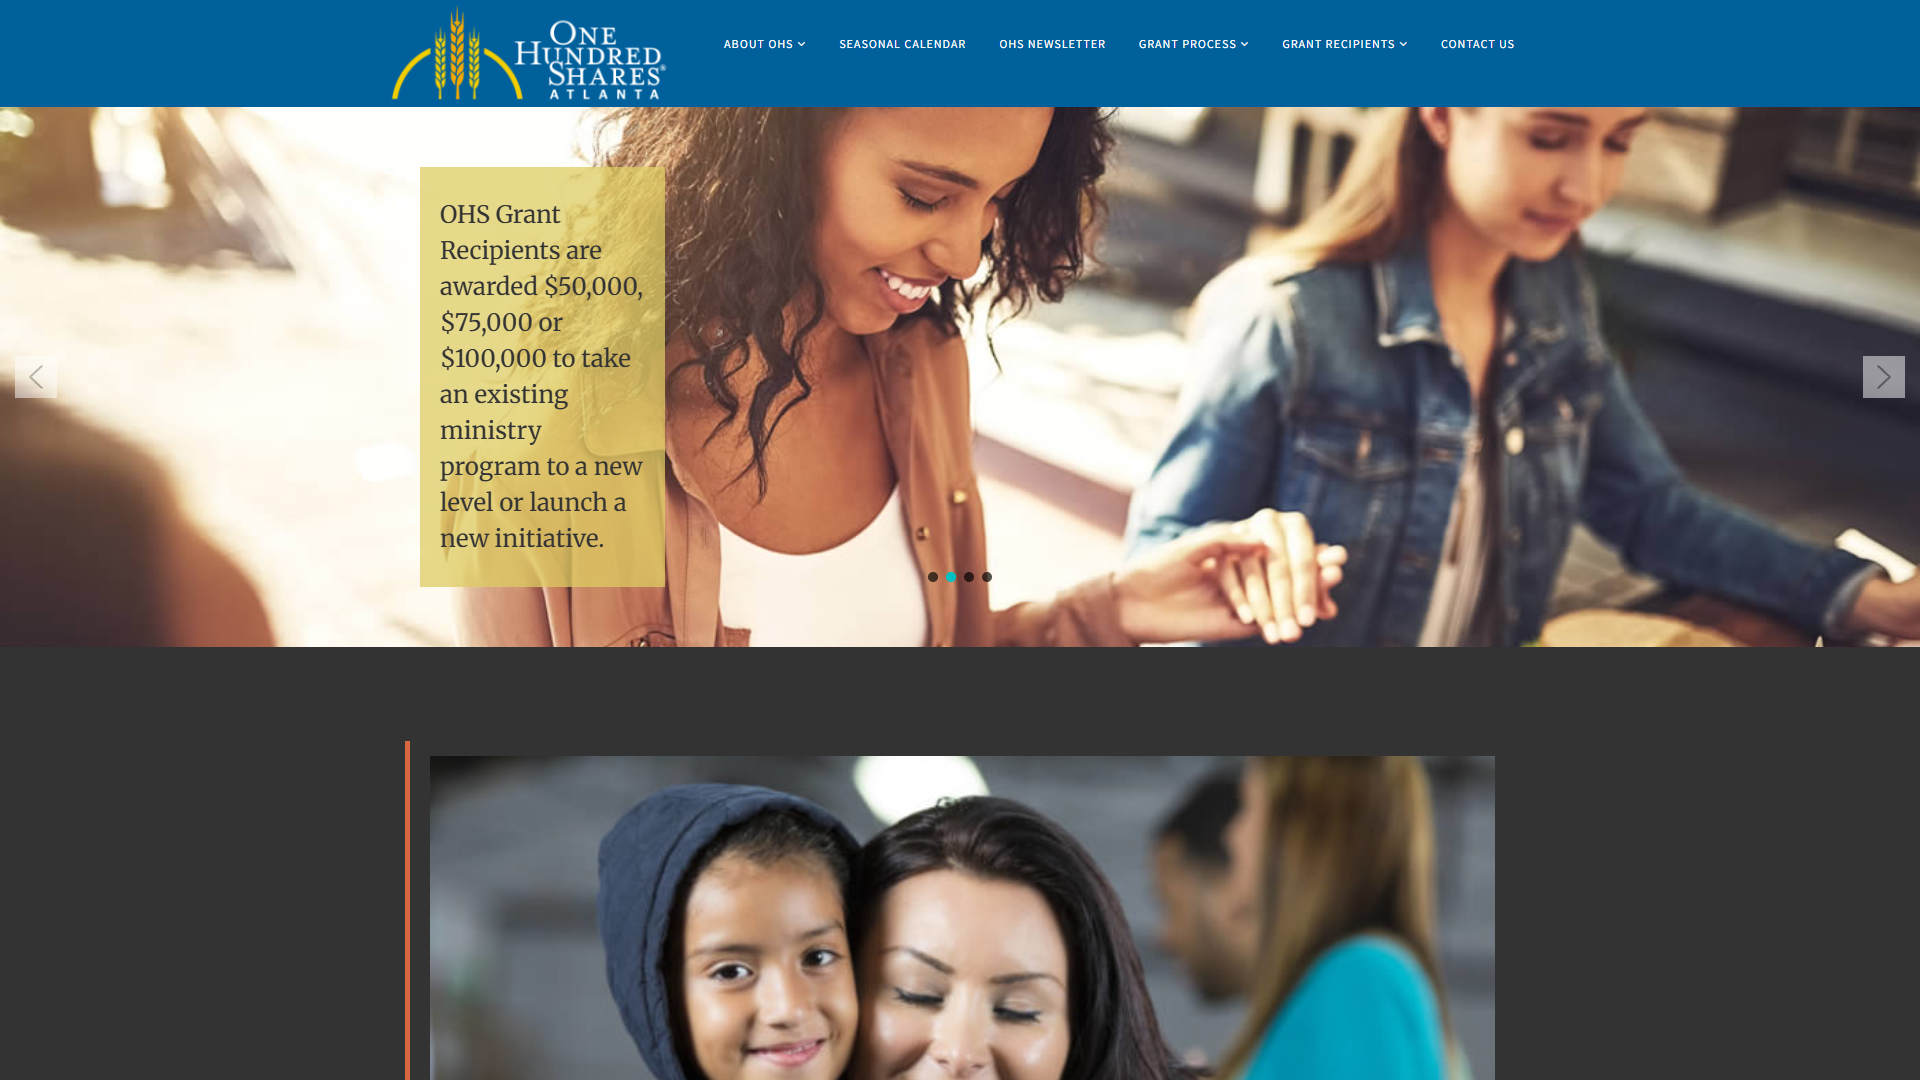 ONE
HUNDRED
SHARES®
ATLANTA
ABOUT OHS
SEASONAL CALENDAR
OHS NEWSLETTER
GRANT PROCESS
GRANT RECIPIENTS
CONTACT US
OHS Grant
Recipients are
awarded $50,000,
$75,000 or
$100,000 to take
an existing
ministry
program to a new
level or launch a
new initiative.